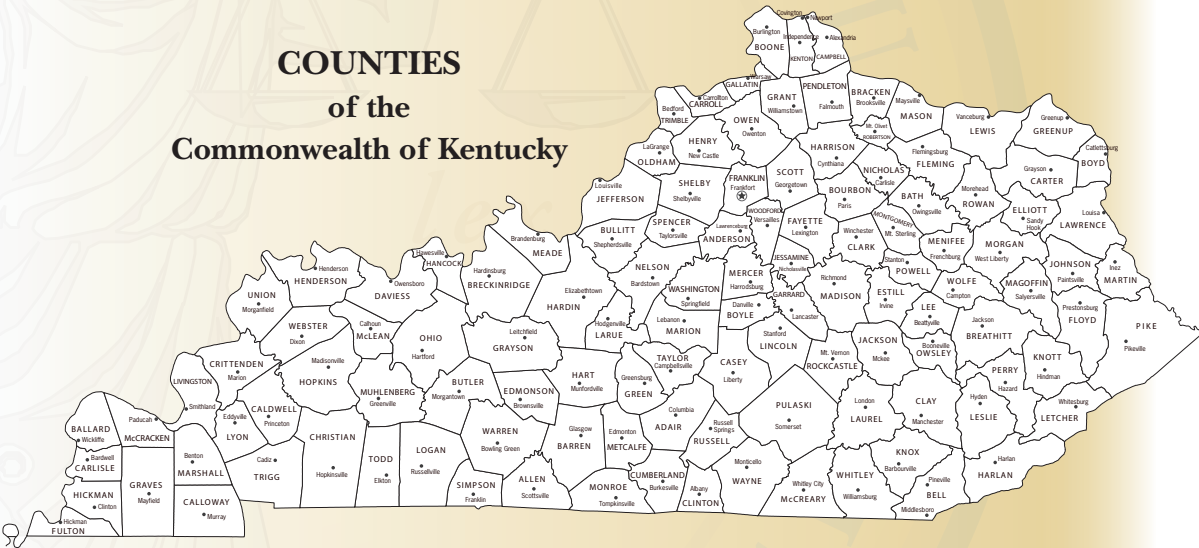 COUNTIES
of the
Commonwealth of Kentucky
Covington
Newport
Burlington
BOONE
Independence
Alexandria
KENTON
CAMPBELL
Warsaw
GALLATIN
Carrollton
CARROLL
Bedford
TRIMBLE
GRANT
Williamstown
PENDLETON
Falmouth
BRACKEN
Brooksville
Maysville
MASON
Vanceburg
LEWIS
Greenup
GREENUP
OWEN
Owenton
Mt. Olivet
ROBERTSON
HENRY
New Castle
LaGrange
OLDHAM
HARRISON
Cynthiana
Flemingsburg
FLEMING
Catlettsburg
BOYD
Grayson
CARTER
NICHOLAS
Carlisle
SCOTT
Georgetown
FRANKLIN
Frankfort
SHELBY
Shelbyville
Louisville
JEFFERSON
BOURBON
Paris
BATH
Owingsville
Morehead
ROWAN
ELLIOTT
Sandy
Hook
Louisa
LAWRENCE
WOODFORD
Versailles
FAYETTE
Lexington
MONTGOMERY
Mt. Sterling
SPENCER
Taylorsville
Lawrenceburg
ANDERSON
BULLITT
Shepherdsville
Winchester
CLARK
MENIFEE
Frenchburg
MORGAN
West Liberty
Brandenburg
MEADE
JESSAMINE
Nicholasville
Stanton
POWELL
JOHNSON
Paintsville
Inez
MARTIN
Hawesville
HANCOCK
Henderson
HENDERSON
Owensboro
DAVIESS
Hardinsburg
BRECKINRIDGE
NELSON
Bardstown
MERCER
Harrodsburg
Richmond
MADISON
WOLFE
Campton
MAGOFFIN
Salyersville
UNION
Morganfield
Elizabethtown
HARDIN
WASHINGTON
Springfield
GARRARD
Lancaster
ESTILL
Irvine
LEE
Beattyville
Prestonsburg
FLOYD
PIKE
Pikeville
Danville
BOYLE
Hodgenville
LARUE
Lebanon
MARION
Jackson
BREATHITT
WEBSTER
Dixon
Calhoun
McLEAN
OHIO
Hartford
Leitchfield
GRAYSON
Stanford
LINCOLN
JACKSON
Mckee
Booneville
OWSLEY
Mt. Vernon
ROCKCASTLE
KNOTT
Hindman
CRITTENDEN
Marion
Madisonville
HOPKINS
TAYLOR
Campbellsville
CASEY
Liberty
PERRY
Hazard
LIVINGSTON
Smithland
HART
Munfordville
Greensburg
GREEN
MUHLENBERG
Greenville
BUTLER
Morgantown
EDMONSON
Brownsville
Hyden
LESLIE
Whitesburg
LETCHER
London
LAUREL
CLAY
Manchester
PULASKI
Somerset
Columbia
ADAIR
Russell
Springs
RUSSELL
Eddyville
LYON
CALDWELL
Princeton
Paducah
McCRACKEN
BALLARD
Wickliffe
CHRISTIAN
Hopkinsville
TODD
Elkton
LOGAN
Russellville
WARREN
Bowling Green
Glasgow
BARREN
Edmonton
METCALFE
KNOX
Barbourville
Harlan
HARLAN
Benton
MARSHALL
Cadiz
TRIGG
Bardwell
CARLISLE
GRAVES
Mayfield
Monticello
WAYNE
WHITLEY
Williamsburg
Pineville
BELL
Middlesboro
CUMBERLAND
Burkesville
Albany
CLINTON
Whitley City
McCREARY
ALLEN
Scottsville
MONROE
Tompkinsville
SIMPSON
Franklin
HICKMAN
Clinton
CALLOWAY
Murray
Hickman
FULTON